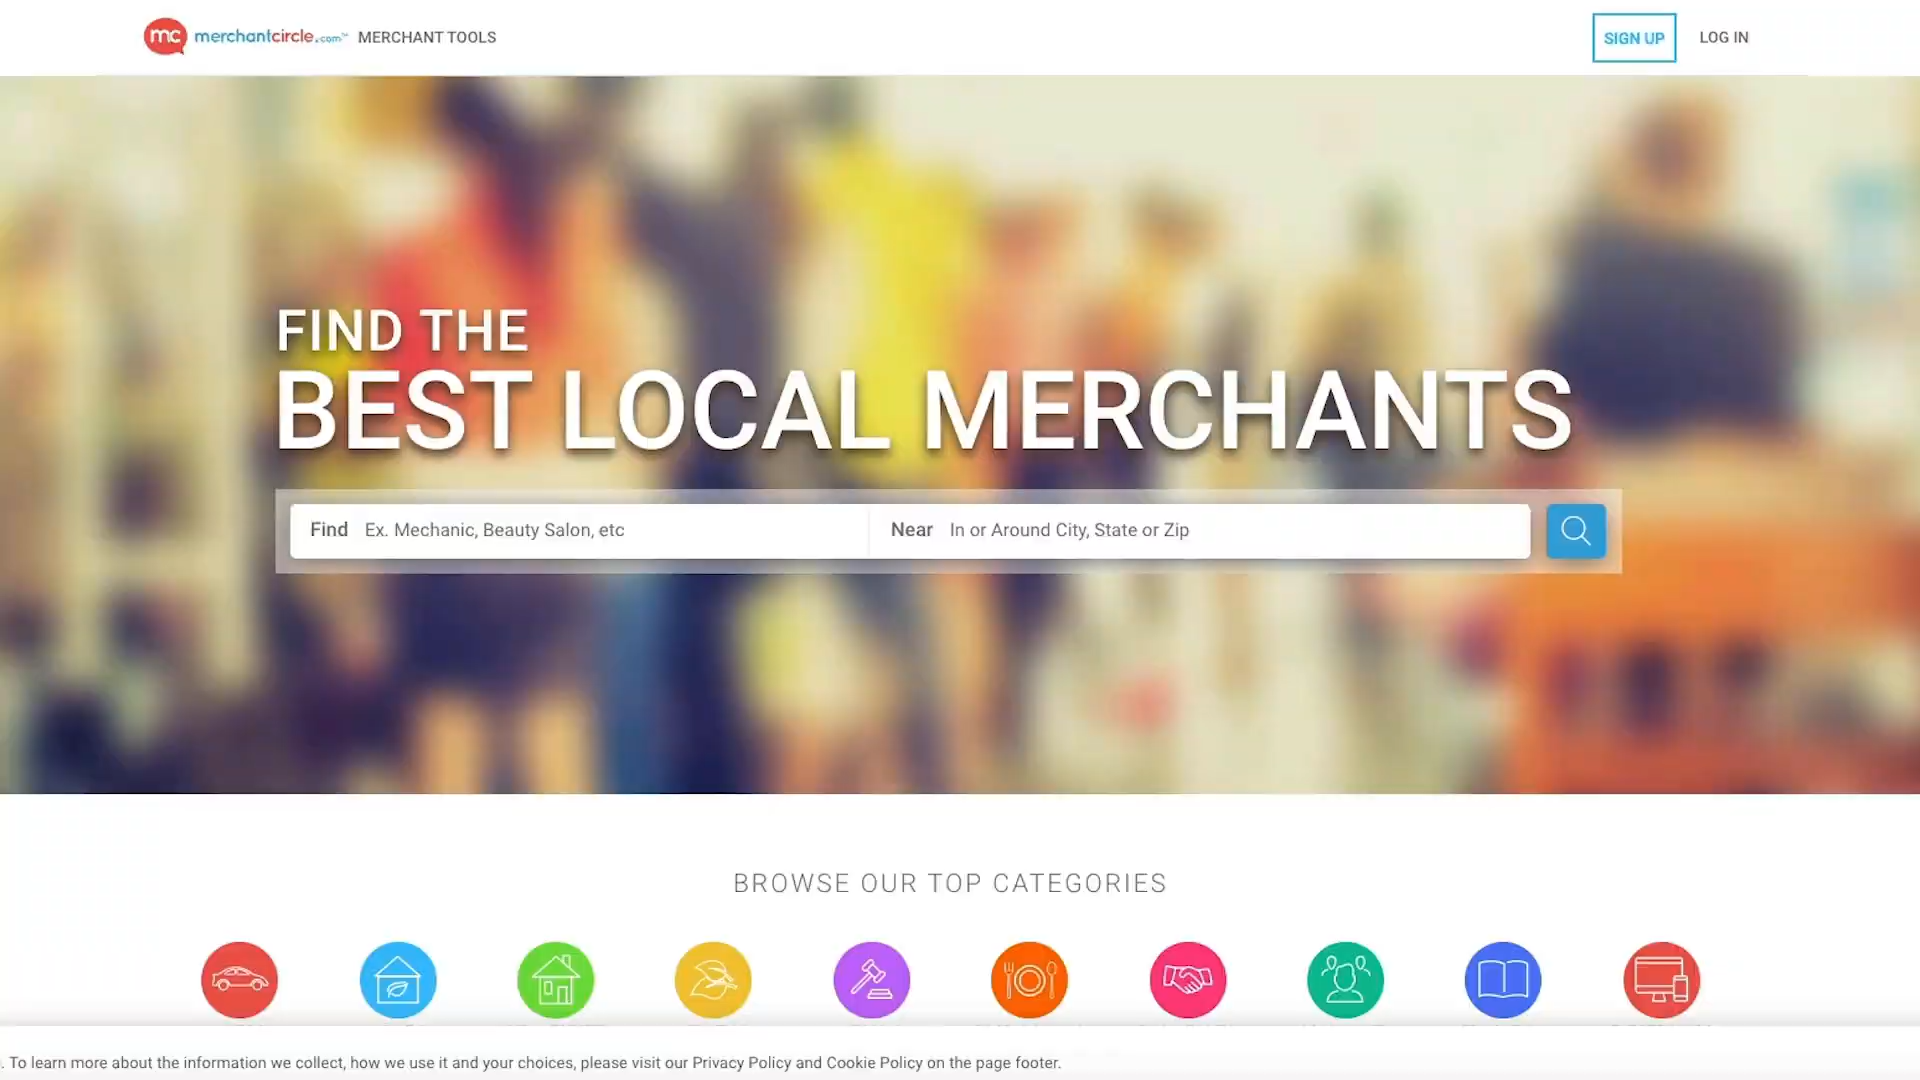 mc merchantcircle.com™ MERCHANT TOOLS
SIGN UP LOG IN
FIND THE
BEST LOCAL MERCHANTS
Find Ex. Mechanic, Beauty Salon, etc Near In or Around City, State or Zip
BROWSE OUR TOP CATEGORIES
. To learn more about the information we collect, how we use it and your choices, please visit our Privacy Policy and Cookie Policy on the page footer.